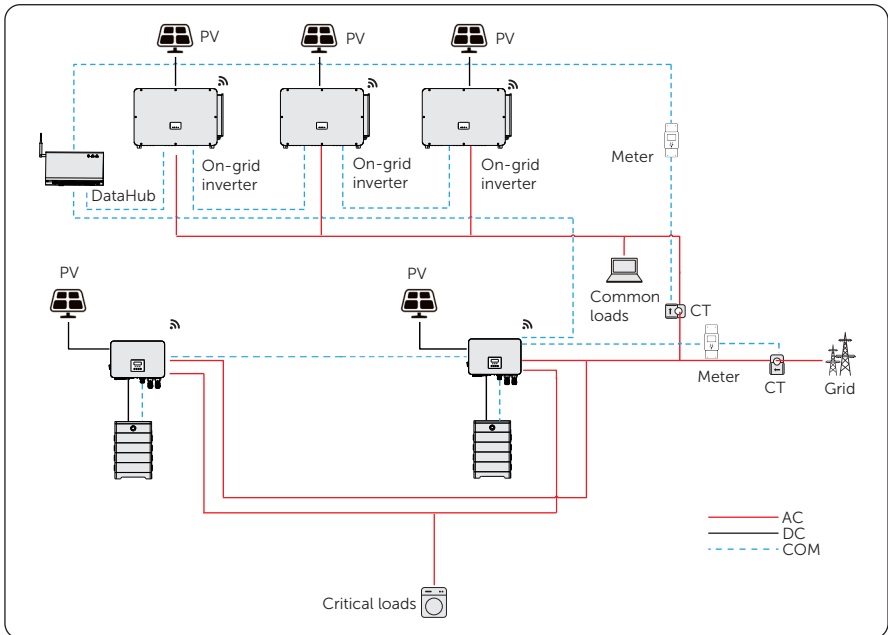 PV
PV
PV
Meter
On-grid
inverter
On-grid
inverter
On-grid
inverter
DataHub
PV
PV
Common
loads
CT
Meter
CT
Grid
AC
DC
COM
Critical loads